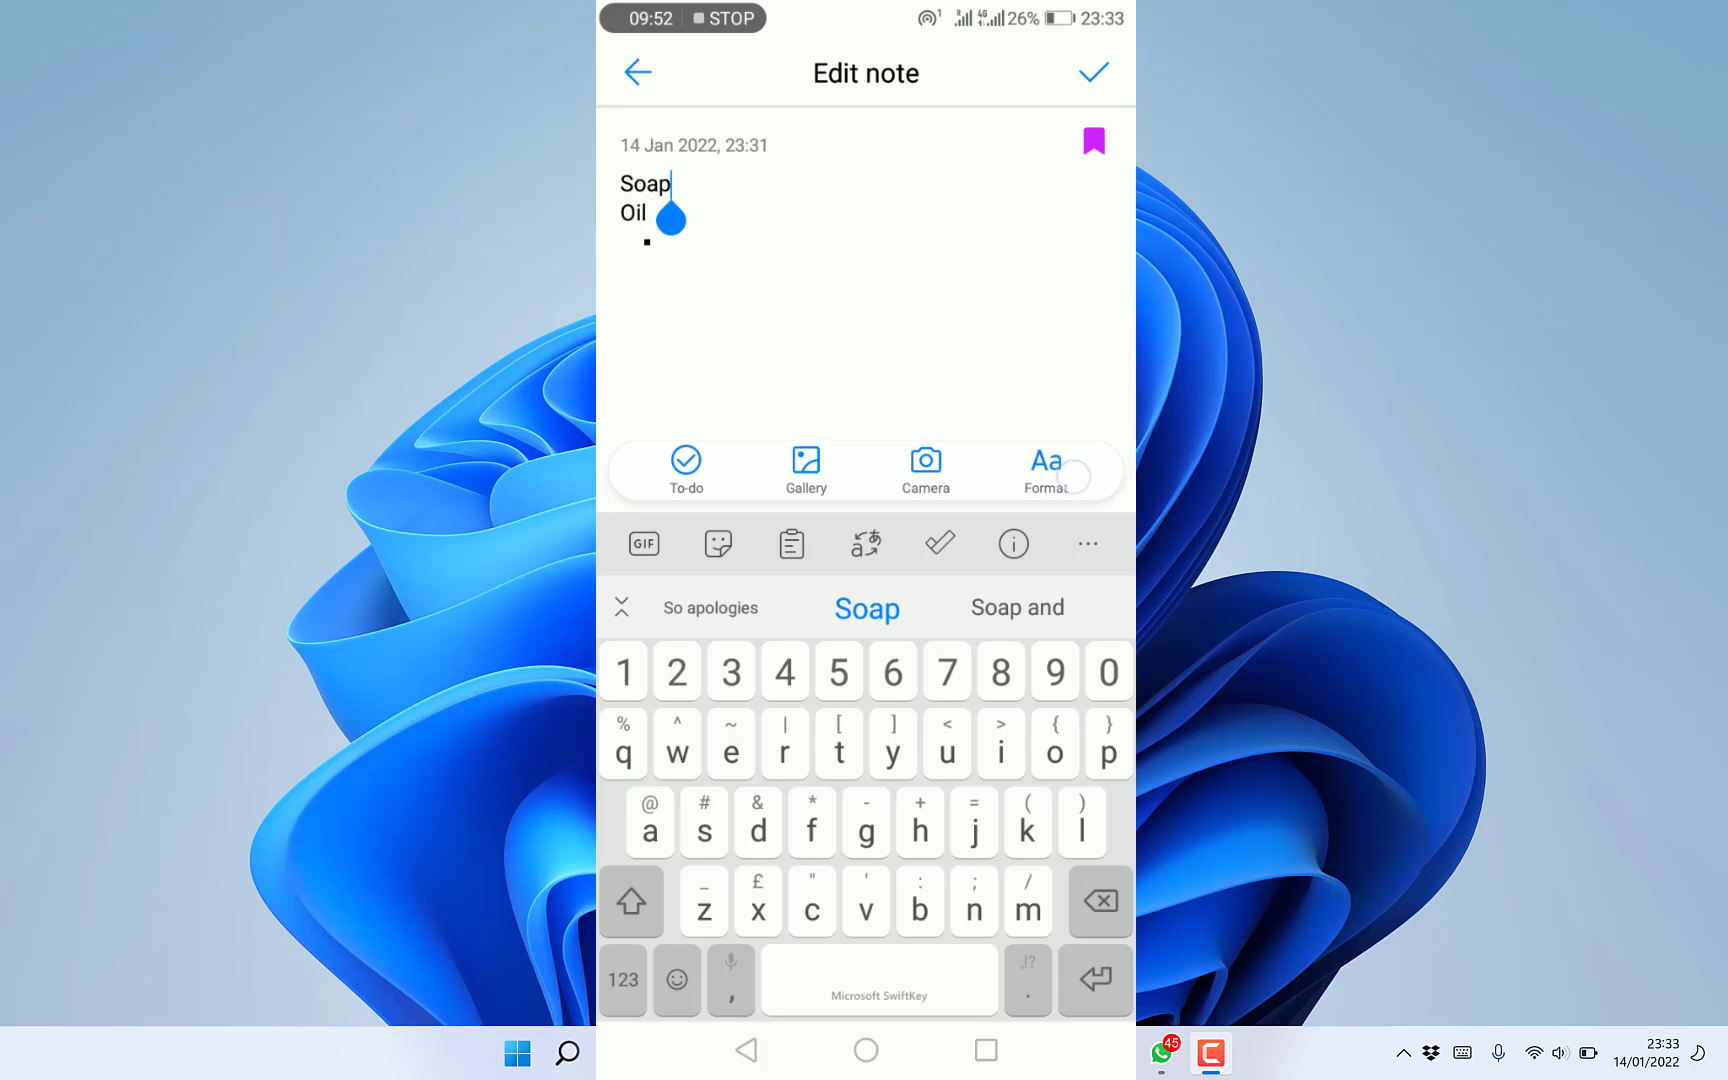 09:52 STOP
R 4G 26% 23:33
Edit note
14 Jan 2022, 23:31
Soap
Oil
To-do Gallery Camera Aa Format
GIF a あ
So apologies Soap Soap and
1 2 3 4 5 6 7 8 9 0
% ^ ~ | [ ] < > { }
q w e r t y u i o p
@ # & * - + = ( )
a s d f g h j k l
_ £ " ' : ; /
z x c v b n m
,!?
123 , Microsoft SwiftKey .
45
23:33
14/01/2022